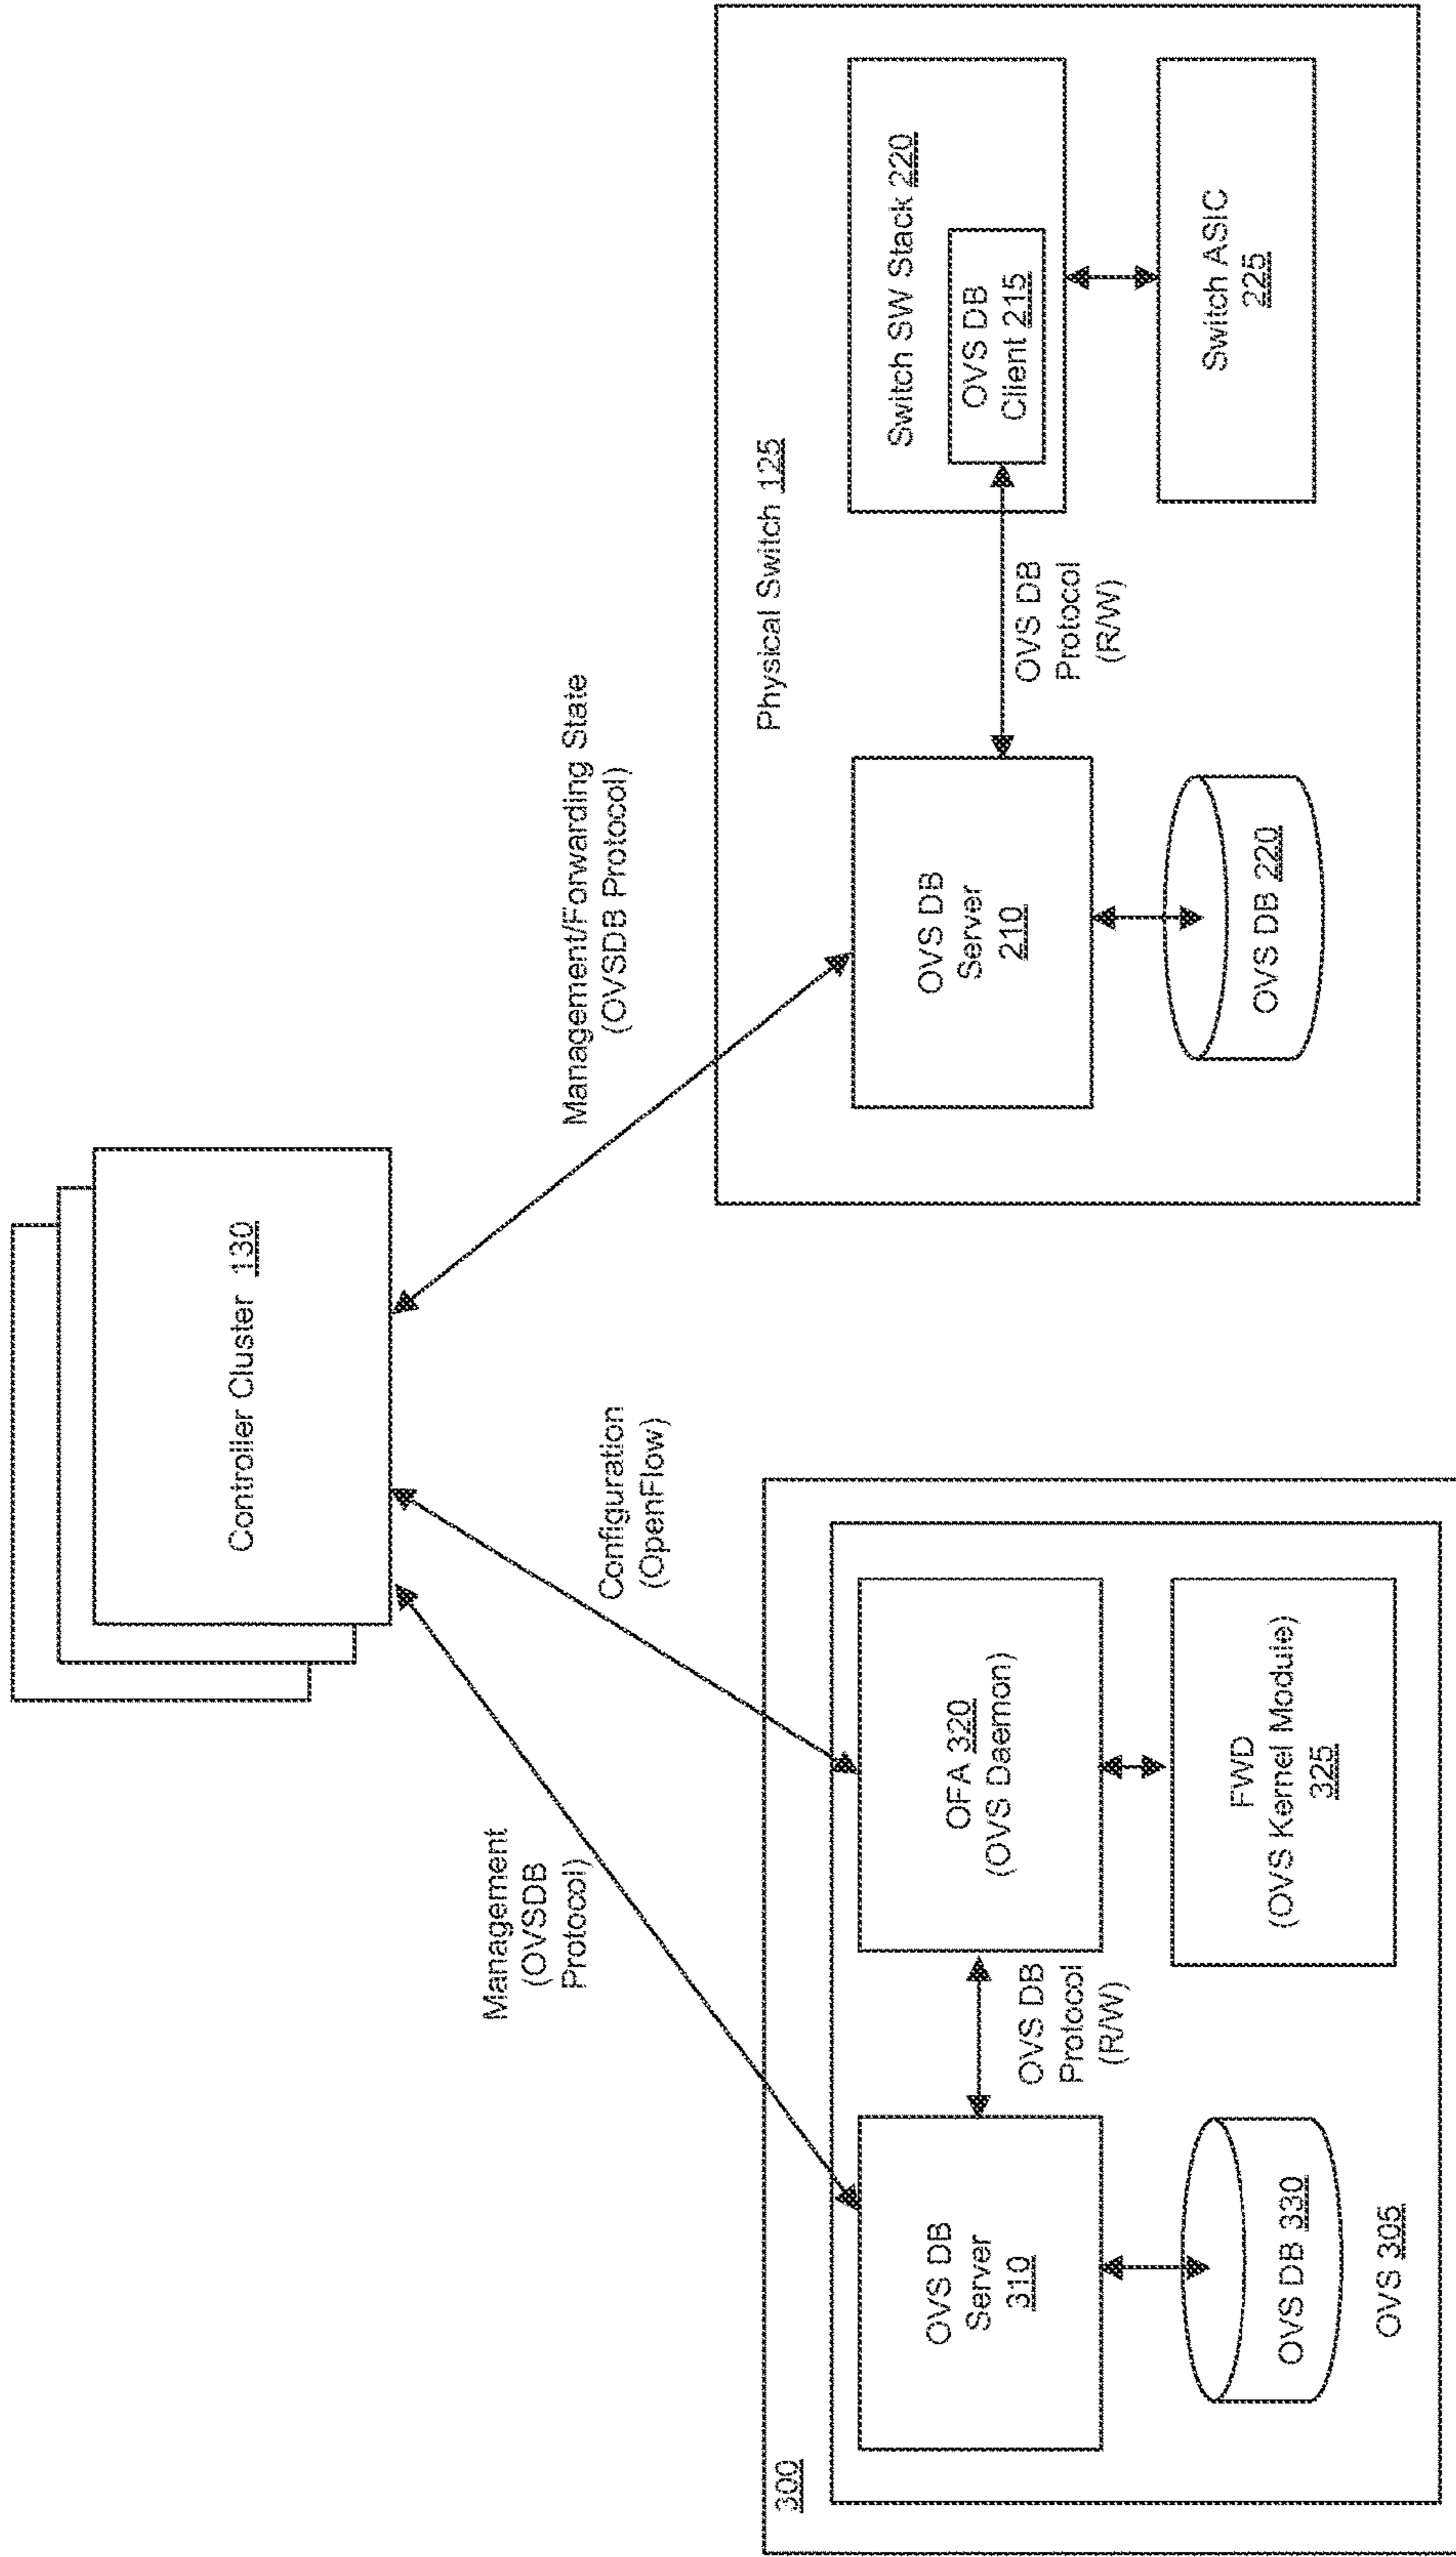 Controller Cluster 130
Management
(OVSDB
Protocol)
Configuration
(OpenFlow)
Management/Forwarding State
(OVSDB Protocol)
300
OVS DB
Server
310
OVS DB
Protocol
(R/W)
OFA 320
(OVS Daemon)
FWD
(OVS Kernel Module)
325
OVS DB 330
OVS 305
Physical Switch 125
OVS DB
Server
210
OVS DB
Protocol
(R/W)
Switch SW Stack 220
OVS DB
Client 215
OVS DB 220
Switch ASIC
225